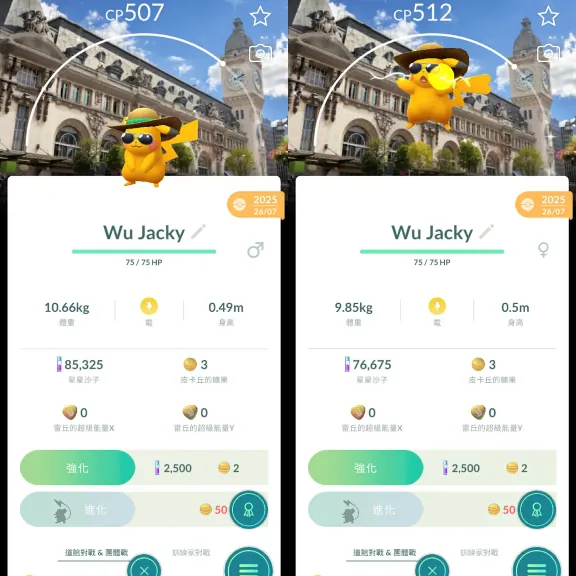 CP507
2025
26/07
Wu Jacky
75 / 75 HP
10.66kg
體重
電
0.49m
身高
85,325
星星沙子
3
皮卡丘的糖果
0
雷丘的超級能量X
0
雷丘的超級能量Y
強化
2,500
2
進化
50
道館對戰 & 團體戰
訓練家對戰
CP512
2025
26/07
Wu Jacky
75 / 75 HP
9.85kg
體重
電
0.5m
身高
76,675
星星沙子
3
皮卡丘的糖果
0
雷丘的超級能量X
0
雷丘的超級能量Y
強化
2,500
2
進化
50
道館對戰 & 團體戰
訓練家對戰